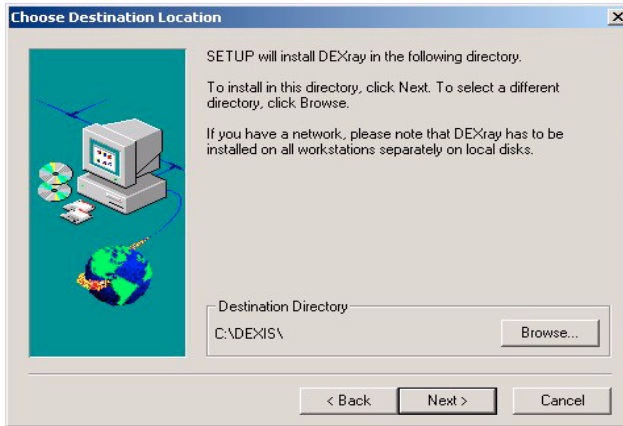 Choose Destination Location
SETUP will install DEXray in the following directory.
To install in this directory, click Next. To select a different
directory, click Browse.
If you have a network, please note that DEXray has to be
installed on all workstations separately on local disks.
Destination Directory
C:\DEXIS\
Browse...
< Back
Next >
Cancel